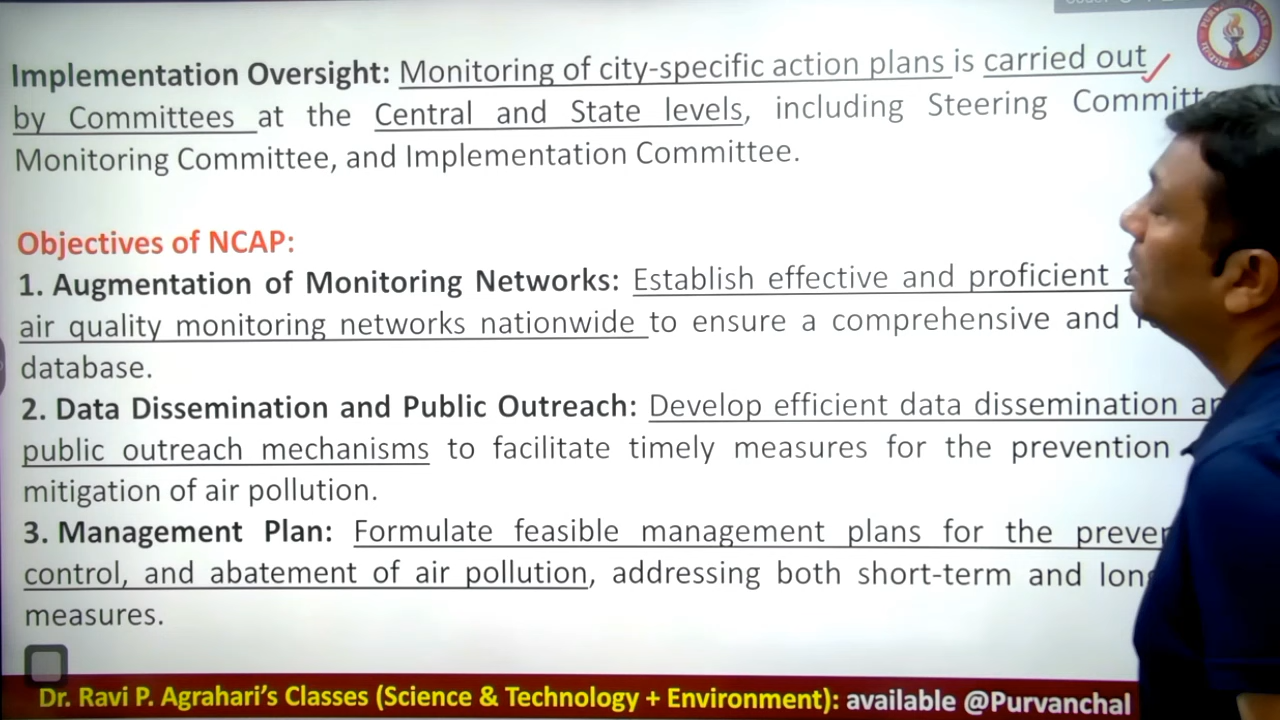 Implementation Oversight: Monitoring of city-specific action plans is carried out
by Committees at the Central and State levels, including Steering
Monitoring Committee, and Implementation Committee.
Objectives of NCAP:
1. Augmentation of Monitoring Networks: Establish effective and proficient
air quality monitoring networks nationwide to ensure a comprehensive and
database.
2. Data Dissemination and Public Outreach: Develop efficient data dissemination
public outreach mechanisms to facilitate timely measures for the prevention
mitigation of air pollution.
3. Management Plan: Formulate feasible management plans for the
control, and abatement of air pollution, addressing both short-term and
measures.
Dr. Ravi P. Agrahari's Classes (Science & Technology + Environment): available @Purvanchal